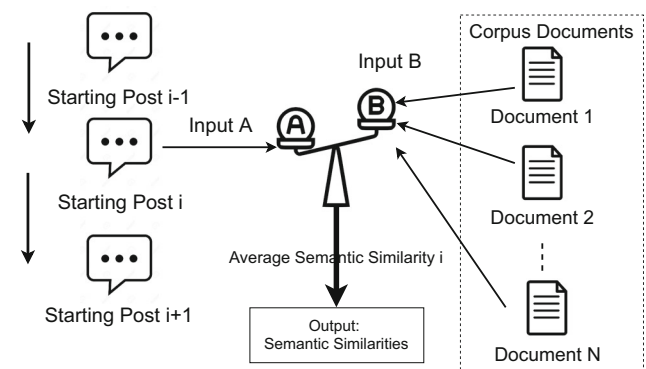 Starting Post i-1
Starting Post i
Starting Post i+1
Input A
A
Input B
B
Average Semantic Similarity i
Output:
Semantic Similarities
Corpus Documents
Document 1
Document 2
Document N